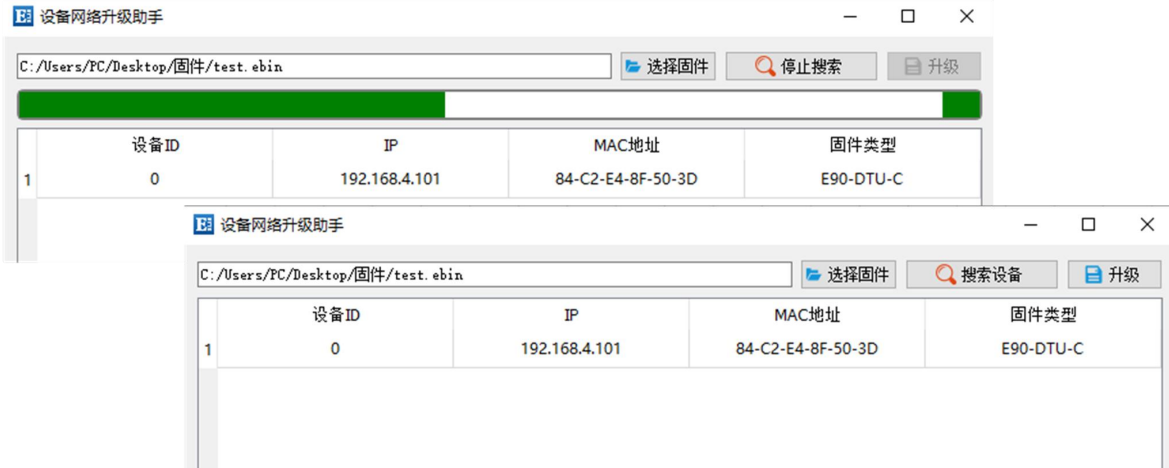 设备网络升级助手
C:/Users/PC/Desktop/固件/test.ebin 选择固件 停止搜索 升级
设备ID IP MAC地址 固件类型
1 0 192.168.4.101 84-C2-E4-8F-50-3D E90-DTU-C
设备网络升级助手
C:/Users/PC/Desktop/固件/test.ebin 选择固件 搜索设备 升级
设备ID IP MAC地址 固件类型
1 0 192.168.4.101 84-C2-E4-8F-50-3D E90-DTU-C